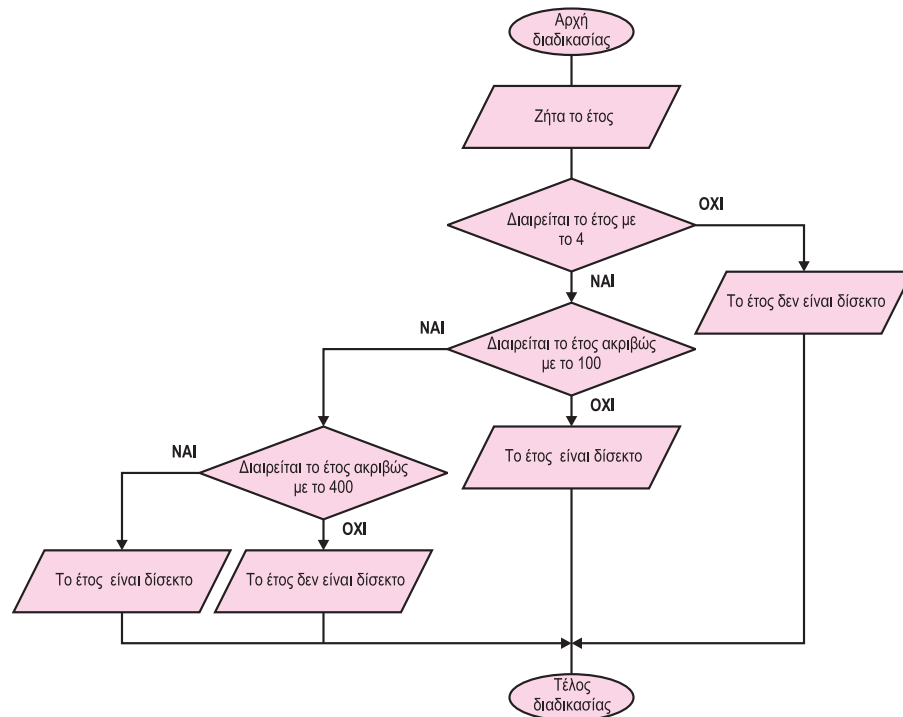 Αρχή
διαδικασίας
Ζήτα το έτος
Διαιρείται το έτος με
το 4
ΟΧΙ
ΝΑΙ
Το έτος δεν είναι δίσεκτο
Διαιρείται το έτος ακριβώς
με το 100
ΝΑΙ
ΟΧΙ
Το έτος είναι δίσεκτο
Διαιρείται το έτος ακριβώς
με το 400
ΝΑΙ
ΟΧΙ
Το έτος είναι δίσεκτο
Το έτος δεν είναι δίσεκτο
Τέλος
διαδικασίας